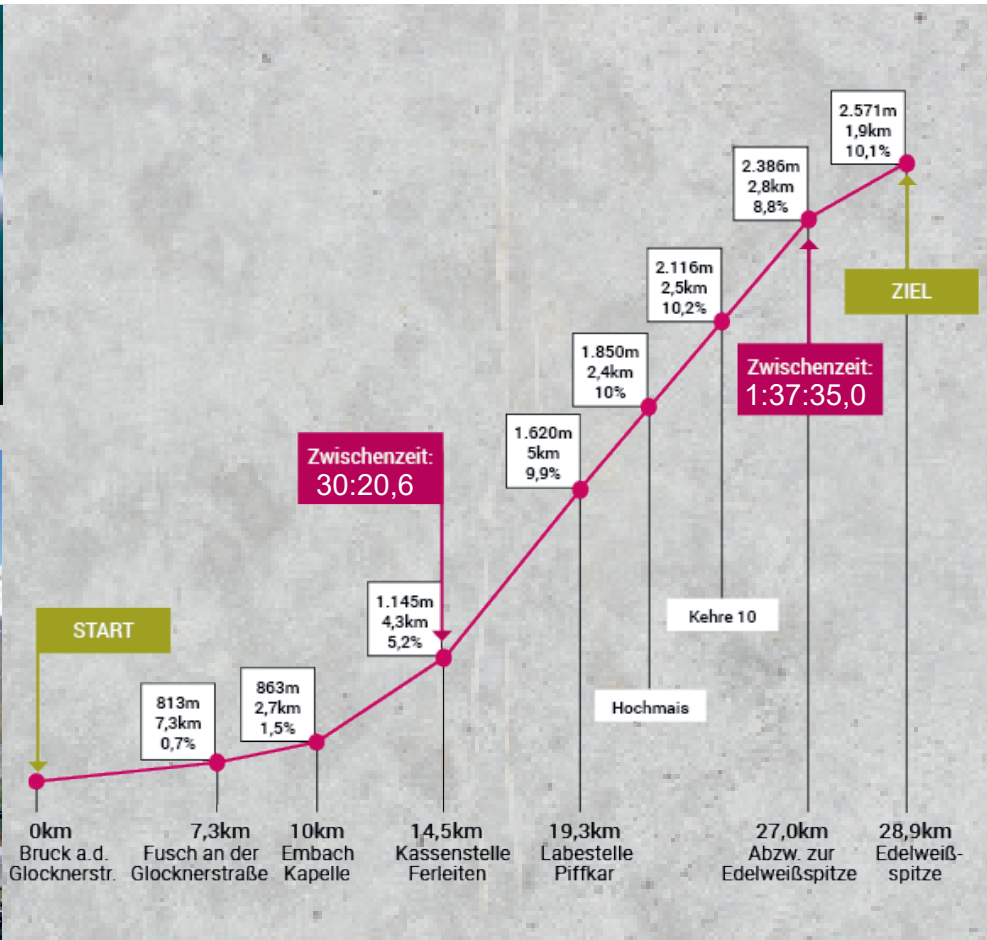 2.571m
1,9km
10,1%
2.386m
2,8km
8,8%
ZIEL
2.116m
2,5km
10,2%
1.850m
2,4km
10%
Zwischenzeit:
1:37:35,0
1.620m
5km
9,9%
Zwischenzeit:
30:20,6
1.145m
4,3km
5,2%
START
Kehre 10
863m
2,7km
1,5%
813m
7,3km
0,7%
Hochmais
0km
Bruck a.d.
Glocknerstr.
7,3km
Fusch an der
Glocknerstraße
10km
Embach
Kapelle
14,5km
Kassenstelle
Ferleiten
19,3km
Labestelle
Piffkar
27,0km
Abzw. zur
Edelweißspitze
28,9km
Edelweiß-
spitze